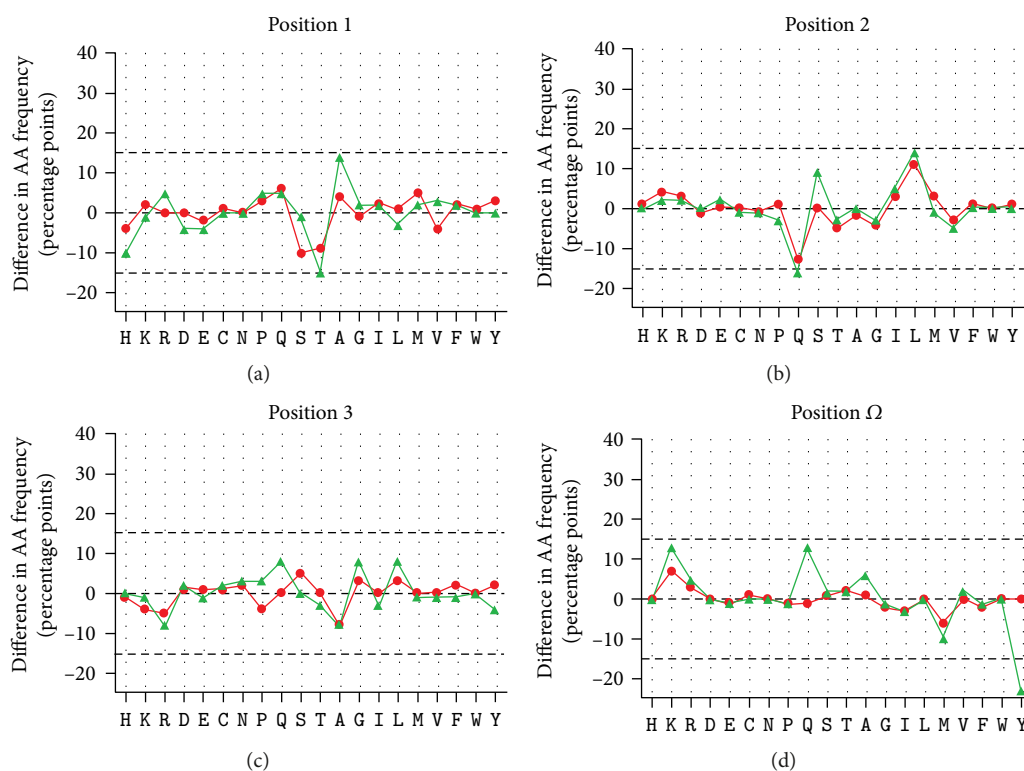 Position 1
Difference in AA frequency
(percentage points)
40
30
20
10
0
−10
−20
H K R D E C N P Q S T A G I L M V F W Y
(a)
Position 2
Difference in AA frequency
(percentage points)
40
30
20
10
0
−10
−20
H K R D E C N P Q S T A G I L M V F W Y
(b)
Position 3
Difference in AA frequency
(percentage points)
40
30
20
10
0
−10
−20
H K R D E C N P Q S T A G I L M V F W Y
(c)
Position Ω
Difference in AA frequency
(percentage points)
40
30
20
10
0
−10
−20
H K R D E C N P Q S T A G I L M V F W Y
(d)